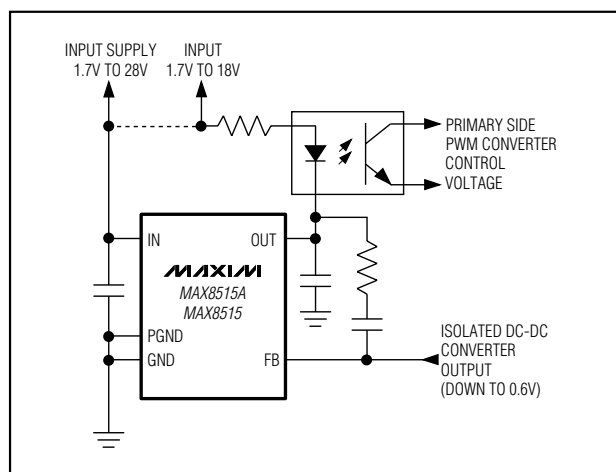 INPUT SUPPLY
1.7V TO 28V
INPUT
1.7V TO 18V
PRIMARY SIDE
PWM CONVERTER
CONTROL
VOLTAGE
IN
OUT
MAXIM
MAX8515A
MAX8515
PGND
GND
FB
ISOLATED DC-DC
CONVERTER
OUTPUT
(DOWN TO 0.6V)